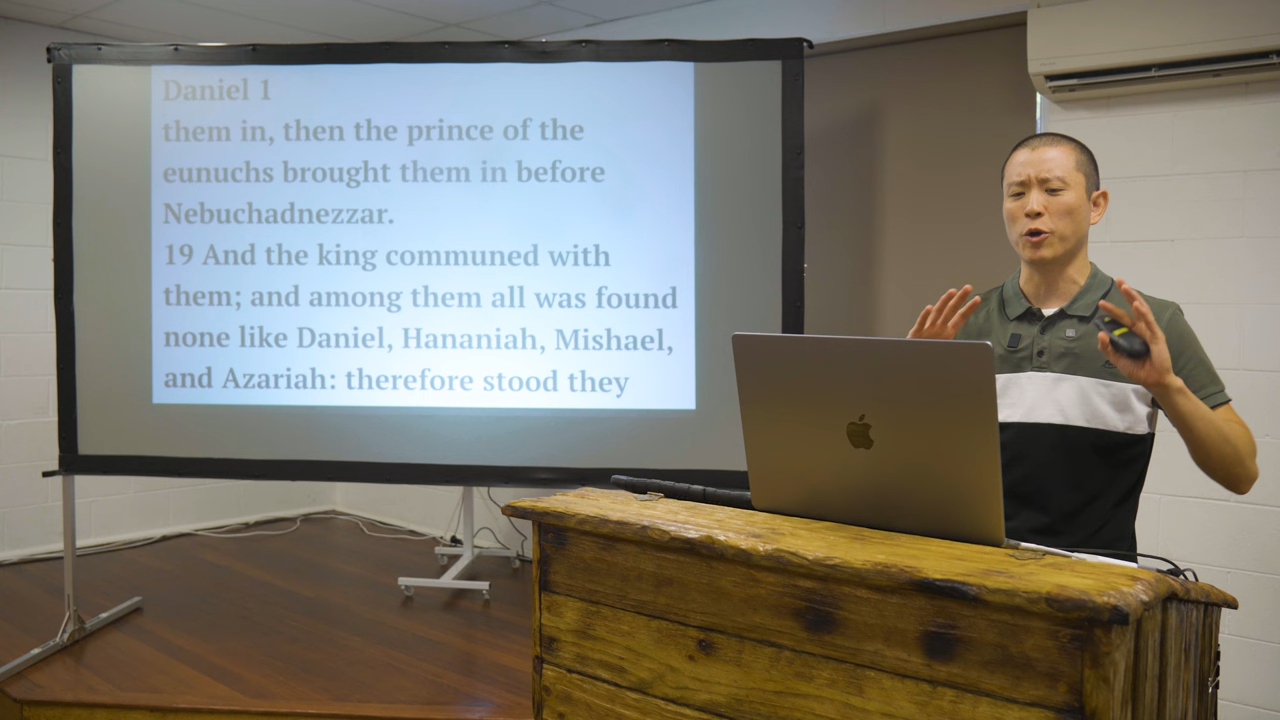 Daniel 1
them in, then the prince of the
eunuchs brought them in before
Nebuchadnezzar.
19 And the king communed with
them; and among them all was found
none like Daniel, Hananiah, Mishael,
and Azariah: therefore stood they